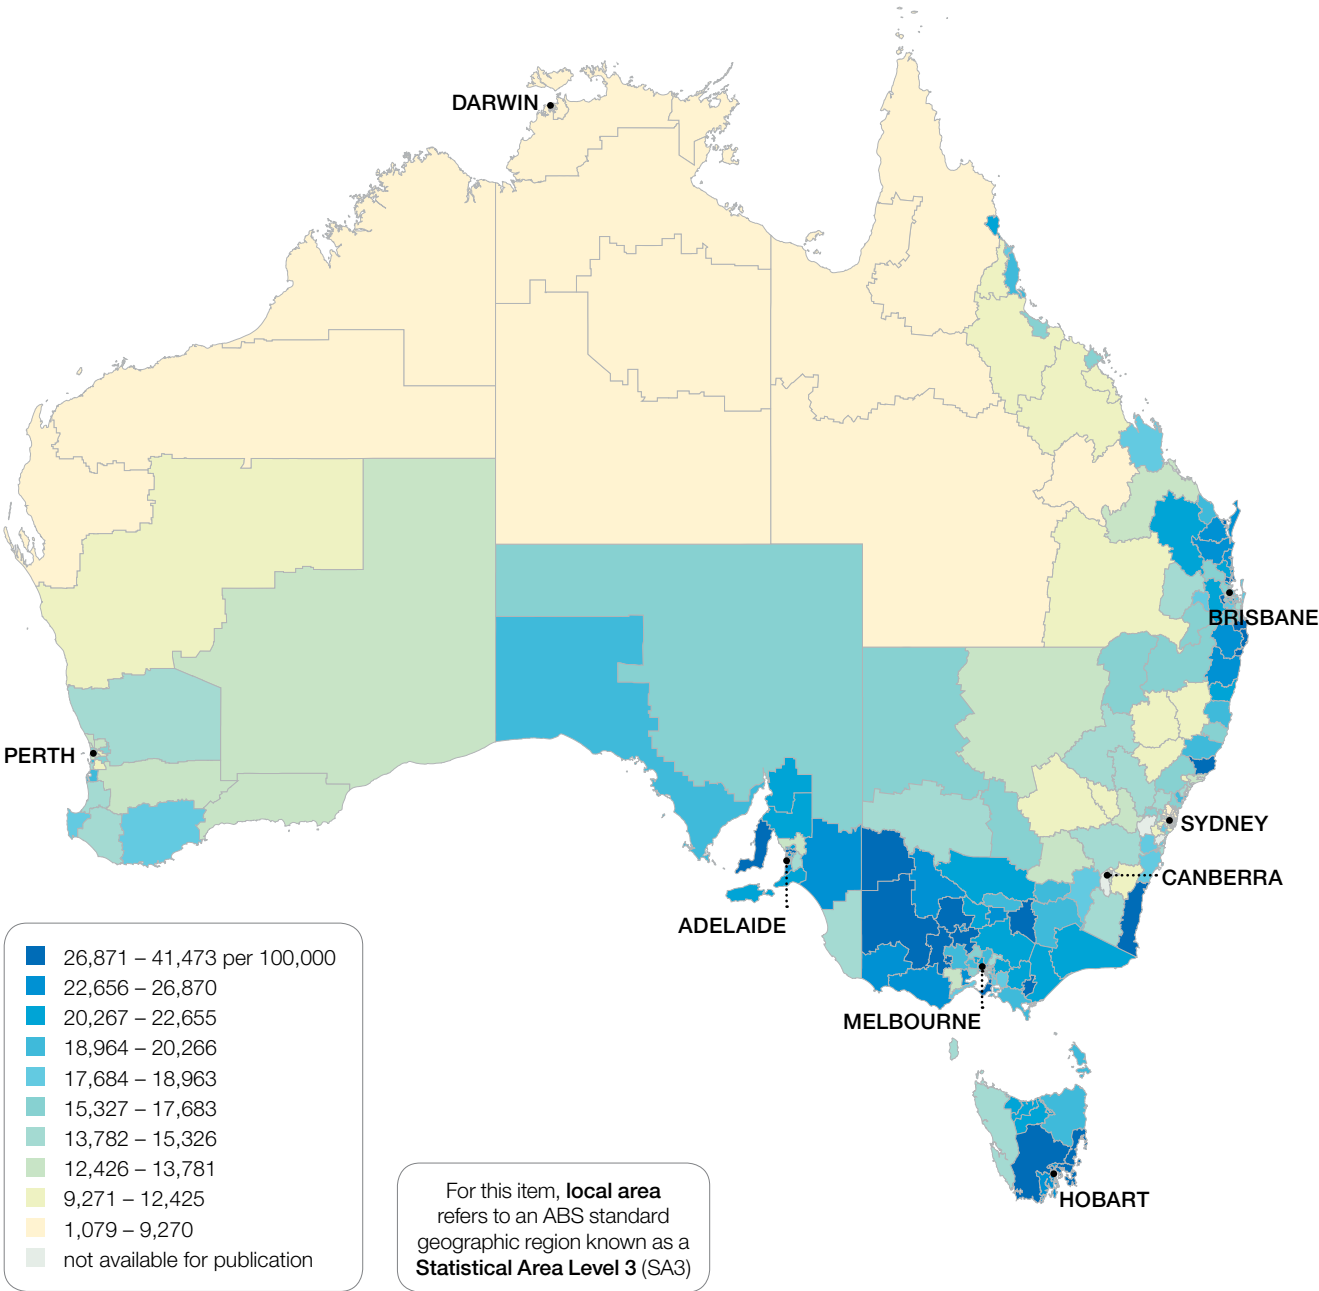 DARWIN
BRISBANE
PERTH
SYDNEY
CANBERRA
ADELAIDE
MELBOURNE
HOBART
26,871 – 41,473 per 100,000
22,656 – 26,870
20,267 – 22,655
18,964 – 20,266
17,684 – 18,963
15,327 – 17,683
13,782 – 15,326
12,426 – 13,781
9,271 – 12,425
1,079 – 9,270
not available for publication
For this item, local area
refers to an ABS standard
geographic region known as a
Statistical Area Level 3 (SA3)